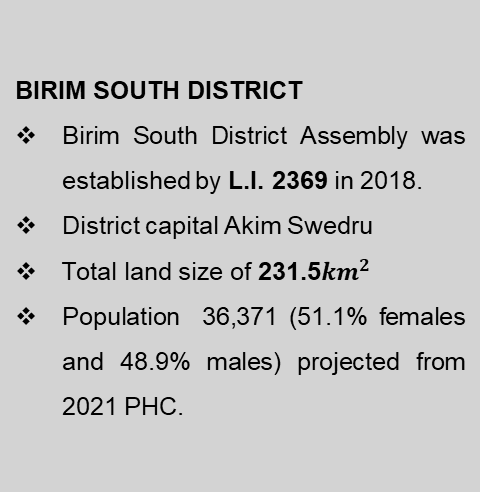 BIRIM SOUTH DISTRICT
❖ Birim South District Assembly was
established by L.I. 2369 in 2018.
❖ District capital Akim Swedru
❖ Total land size of 231.5km²
❖ Population 36,371 (51.1% females
and 48.9% males) projected from
2021 PHC.